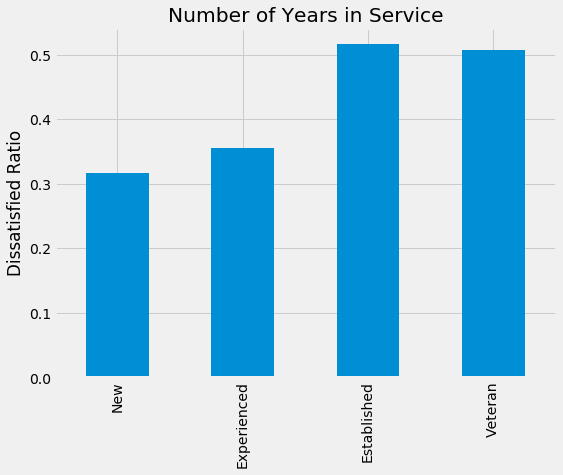 Number of Years in Service
Dissatisfied Ratio
0.5
0.4
0.3
0.2
0.1
0.0
New
Experienced
Established
Veteran